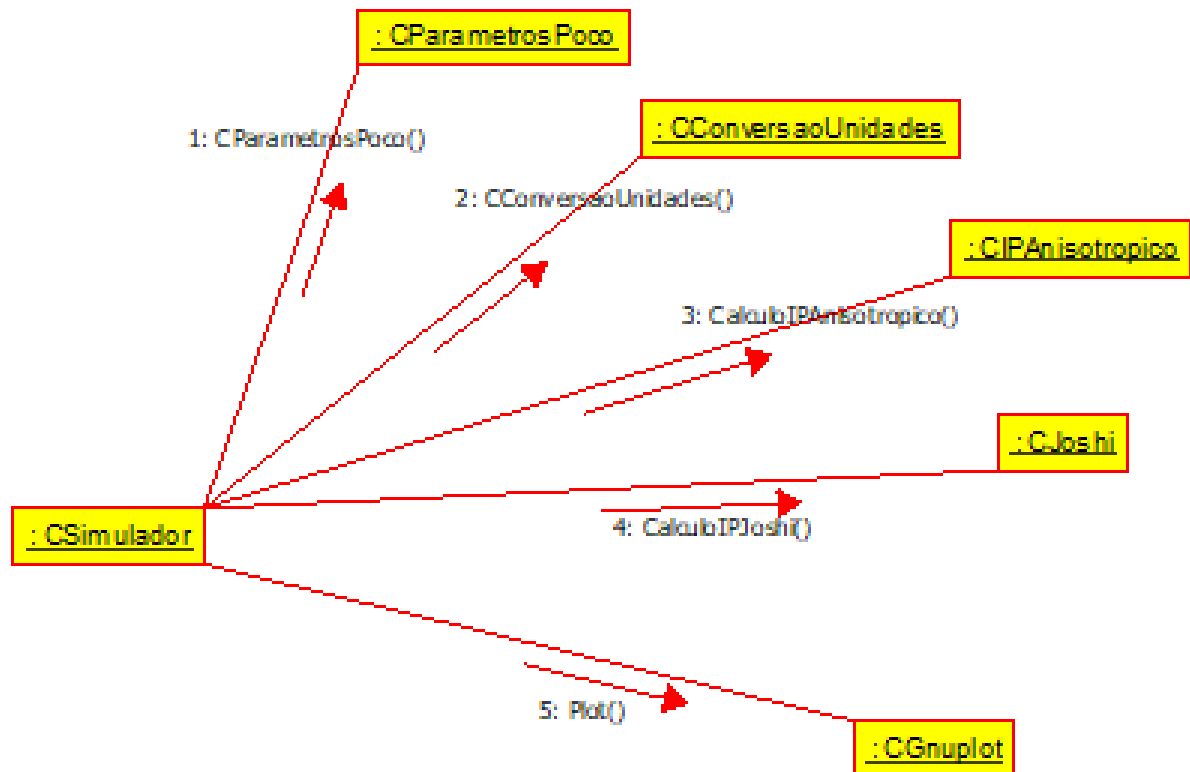 : CParametrosPoco
1: CParametrosPoco()
: CConversaoUnidades
2: CConversaoUnidades()
: CIPAnisotropico
3: CalculoIPAnisotropico()
: CJoshi
4: CalculoIPJoshi()
: CSimulador
5: Plot()
: CGnuplot